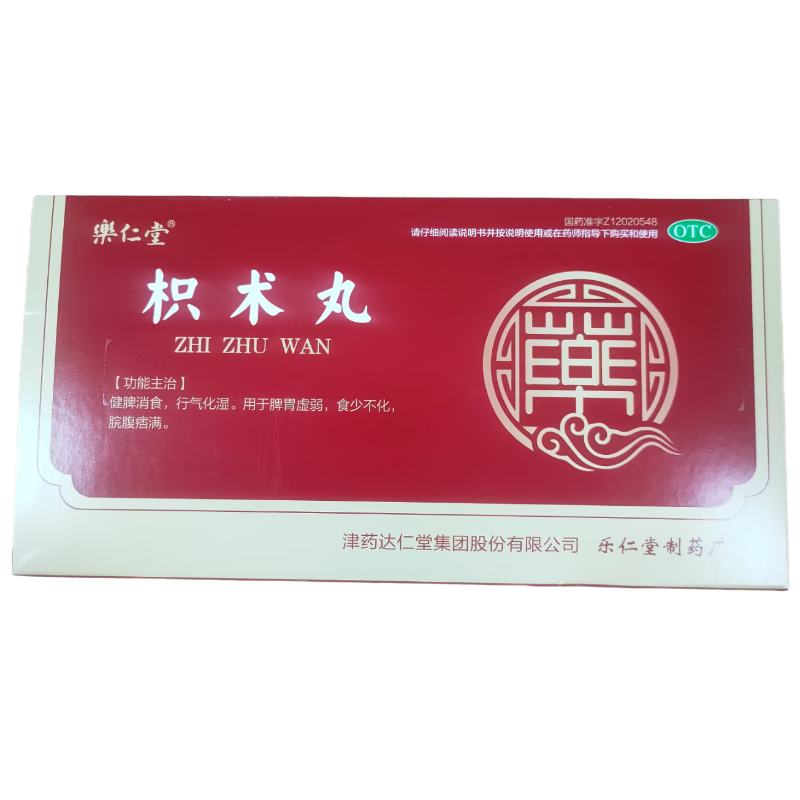 樂仁堂®
国药准字Z12020548
请仔细阅读说明书并按说明使用或在药师指导下购买和使用
OTC
枳术丸
ZHI ZHU WAN
【功能主治】
健脾消食，行气化湿。用于脾胃虚弱，食少不化，
脘腹痞满。
藥
津药达仁堂集团股份有限公司 乐仁堂制药厂